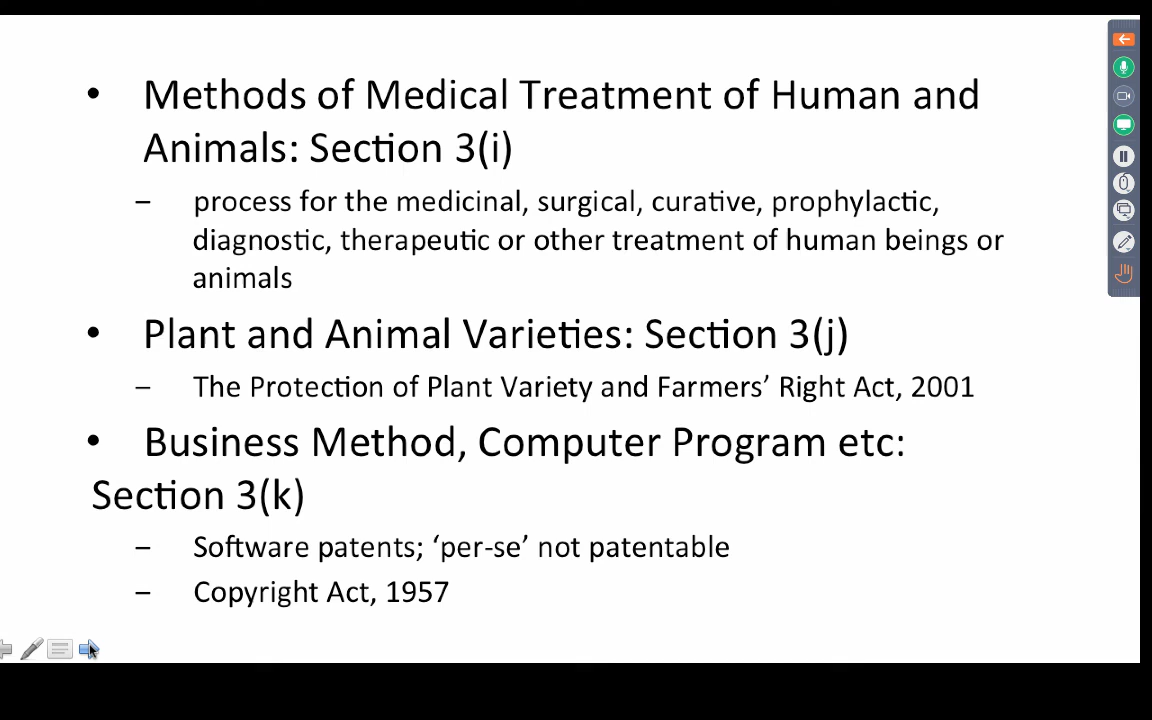 • Methods of Medical Treatment of Human and
Animals: Section 3(i)
– process for the medicinal, surgical, curative, prophylactic,
diagnostic, therapeutic or other treatment of human beings or
animals
• Plant and Animal Varieties: Section 3(j)
– The Protection of Plant Variety and Farmers’ Right Act, 2001
• Business Method, Computer Program etc:
Section 3(k)
– Software patents; ‘per-se’ not patentable
– Copyright Act, 1957